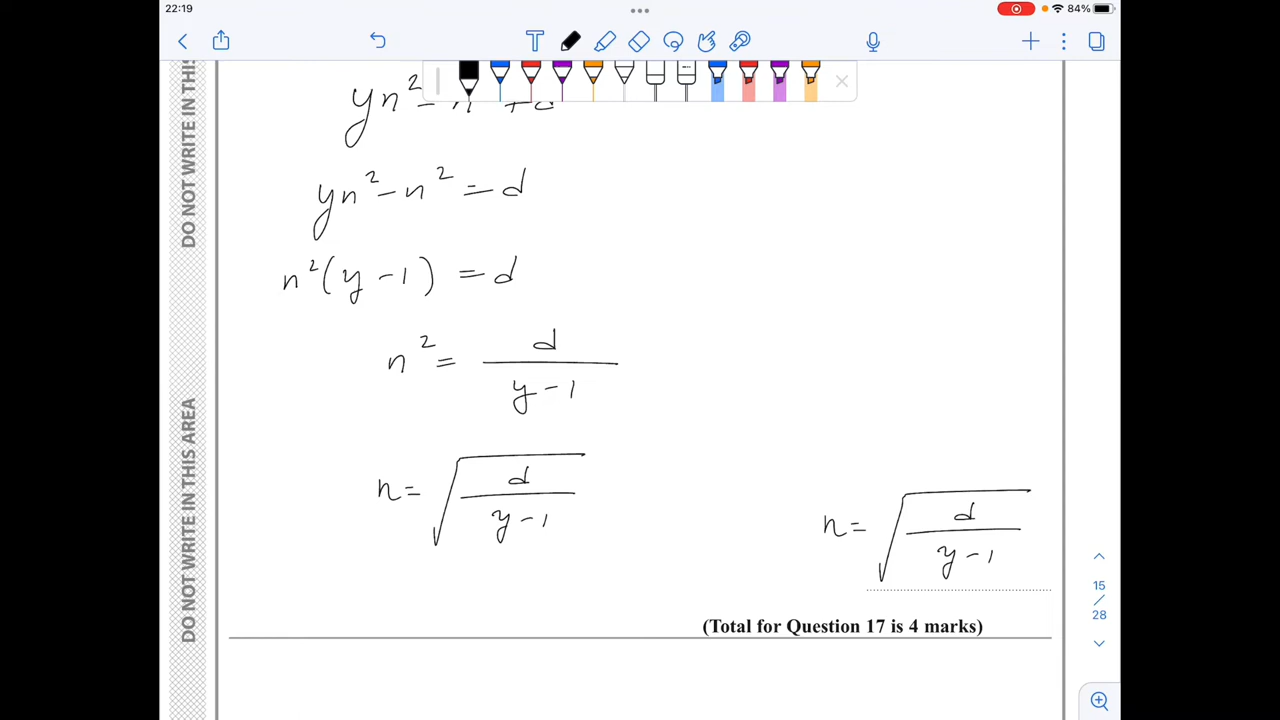 22:19
84%
DO NOT WRITE IN THIS
yn²
yn² − n² = d
n²(y − 1) = d
n² = d / (y − 1)
n = √(d / (y − 1))
n = √(d / (y − 1))
(Total for Question 17 is 4 marks)
DO NOT WRITE IN THIS AREA
15
/
28